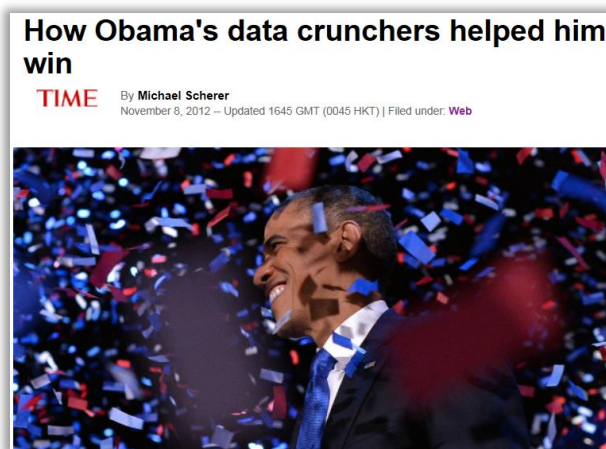 How Obama's data crunchers helped him
win
TIME
By Michael Scherer
November 8, 2012 -- Updated 1645 GMT (0045 HKT) | Filed under: Web